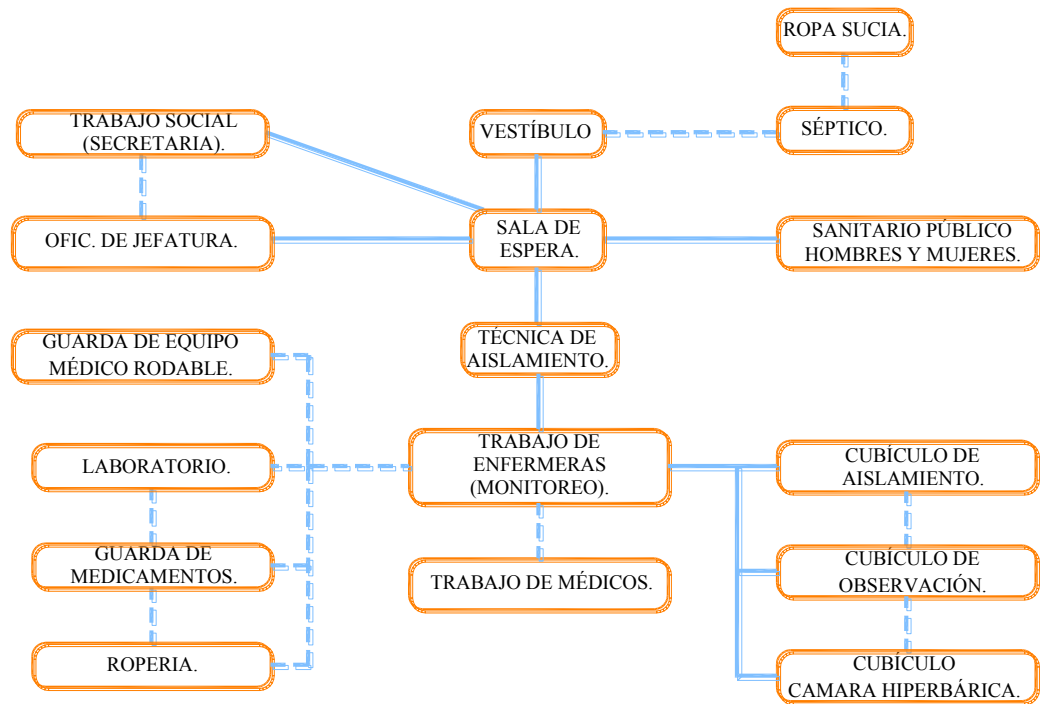 ROPA SUCIA.
TRABAJO SOCIAL
(SECRETARIA).
VESTÍBULO
SÉPTICO.
OFIC. DE JEFATURA.
SALA DE
ESPERA.
SANITARIO PÚBLICO
HOMBRES Y MUJERES.
GUARDA DE EQUIPO
MÉDICO RODABLE.
TÉCNICA DE
AISLAMIENTO.
LABORATORIO.
TRABAJO DE
ENFERMERAS
(MONITOREO).
CUBÍCULO DE
AISLAMIENTO.
GUARDA DE
MEDICAMENTOS.
TRABAJO DE MÉDICOS.
CUBÍCULO DE
OBSERVACIÓN.
ROPERIA.
CUBÍCULO
CAMARA HIPERBÁRICA.